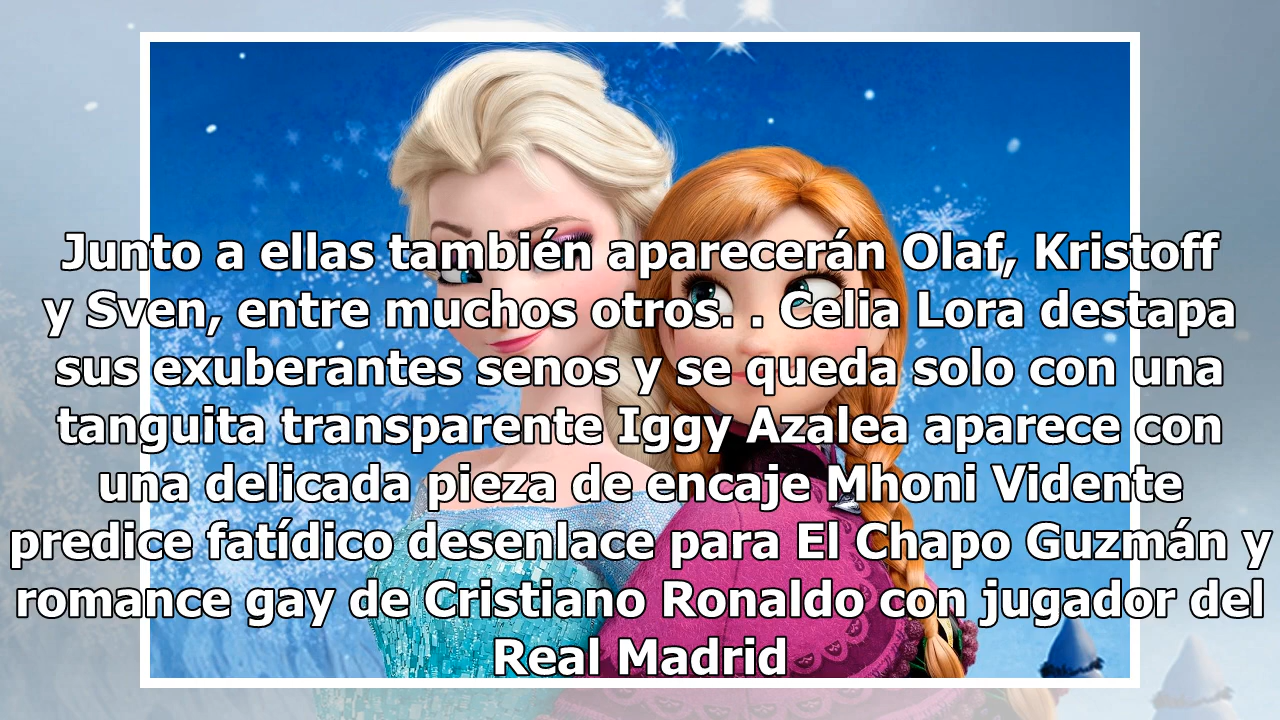 Junto a ellas también aparecerán Olaf, Kristoff
y Sven, entre muchos otros. . Celia Lora destapa
sus exuberantes senos y se queda solo con una
tanguita transparente Iggy Azalea aparece con
una delicada pieza de encaje Mhoni Vidente
predice fatídico desenlace para El Chapo Guzmán y
romance gay de Cristiano Ronaldo con jugador del
Real Madrid